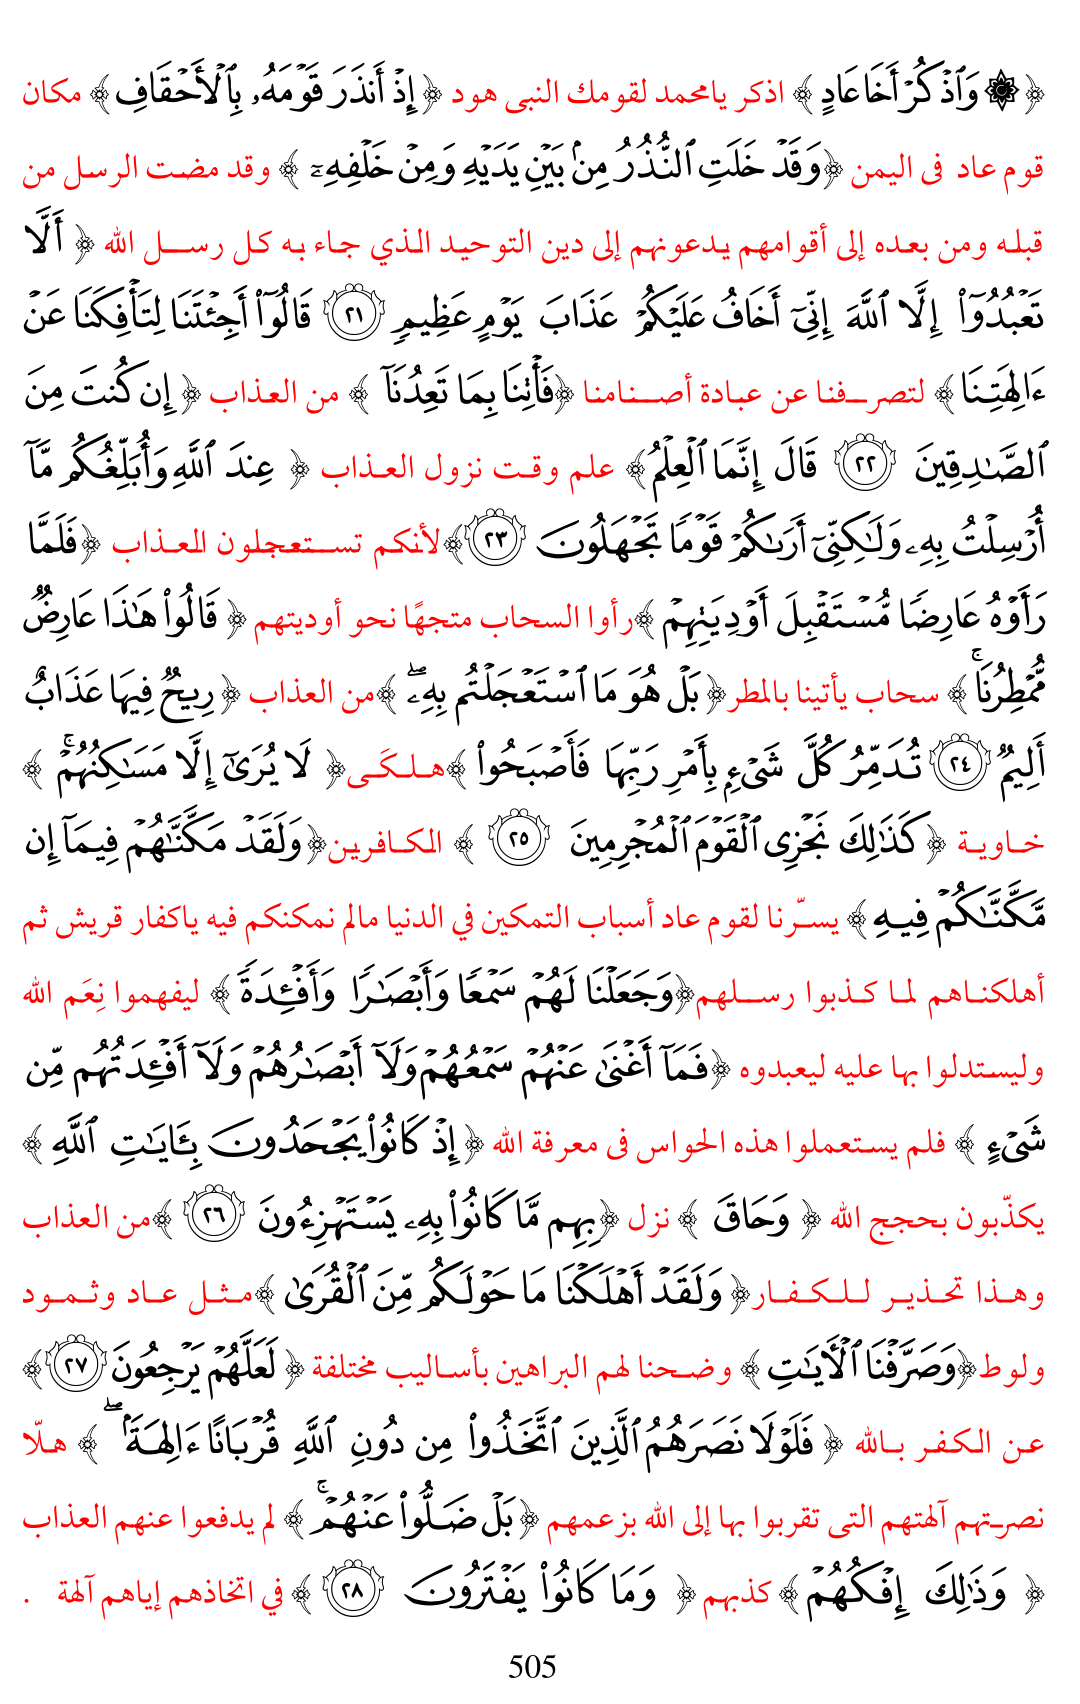 ﴿ ۞ وَٱذْكُرْ أَخَا عَادٍ ﴾ اذكر يامحمد لقومك النبى هود ﴿ إِذْ أَنذَرَ قَوْمَهُۥ بِٱلْأَحْقَافِ ﴾ مكان
قوم عاد فى اليمن ﴿ وَقَدْ خَلَتِ ٱلنُّذُرُ مِنۢ بَيْنِ يَدَيْهِ وَمِنْ خَلْفِهِۦٓ ﴾ وقد مضت الرسل من
قبله ومن بعده إلى أقوامهم يدعونهم إلى دين التوحيد الذي جاء به كل رسل الله ﴿ أَلَّا
تَعْبُدُوٓا۟ إِلَّا ٱللَّهَ إِنِّىٓ أَخَافُ عَلَيْكُمْ عَذَابَ يَوْمٍ عَظِيمٍ ٢١ قَالُوٓا۟ أَجِئْتَنَا لِتَأْفِكَنَا عَنْ
ءَالِهَتِنَا ﴾ لتصرفنا عن عبادة أصنامنا ﴿ فَأْتِنَا بِمَا تَعِدُنَآ ﴾ من العذاب ﴿ إِن كُنتَ مِنَ
ٱلصَّـٰدِقِينَ ٢٢ قَالَ إِنَّمَا ٱلْعِلْمُ ﴾ علم وقت نزول العذاب ﴿ عِندَ ٱللَّهِ وَأُبَلِّغُكُم مَّآ
أُرْسِلْتُ بِهِۦ وَلَـٰكِنِّىٓ أَرَىٰكُمْ قَوْمًا تَجْهَلُونَ ٢٣ ﴾ لأنكم تستعجلون العذاب ﴿ فَلَمَّا
رَأَوْهُ عَارِضًا مُّسْتَقْبِلَ أَوْدِيَتِهِمْ ﴾ رأوا السحاب متجهًا نحو أوديتهم ﴿ قَالُوا۟ هَـٰذَا عَارِضٌ
مُّمْطِرُنَا ۚ ﴾ سحاب يأتينا بالمطر ﴿ بَلْ هُوَ مَا ٱسْتَعْجَلْتُم بِهِۦ ۖ ﴾ من العذاب ﴿ رِيحٌ فِيهَا عَذَابٌ
أَلِيمٌ ٢٤ تُدَمِّرُ كُلَّ شَىْءٍۭ بِأَمْرِ رَبِّهَا فَأَصْبَحُوا۟ ﴾ هلكَى ﴿ لَا يُرَىٰٓ إِلَّا مَسَـٰكِنُهُمْ ۚ ﴾
خاوية ﴿ كَذَٰلِكَ نَجْزِى ٱلْقَوْمَ ٱلْمُجْرِمِينَ ٢٥ ﴾ الكافرين ﴿ وَلَقَدْ مَكَّنَّـٰهُمْ فِيمَآ إِن
مَّكَّنَّـٰكُمْ فِيهِ ﴾ يسّرنا لقوم عاد أسباب التمكين في الدنيا مالم نمكنكم فيه ياكفار قريش ثم
أهلكناهم لما كذبوا رسلهم ﴿ وَجَعَلْنَا لَهُمْ سَمْعًا وَأَبْصَـٰرًا وَأَفْـِٔدَةً ﴾ ليفهموا نِعَم الله
وليستدلوا بها عليه ليعبدوه ﴿ فَمَآ أَغْنَىٰ عَنْهُمْ سَمْعُهُمْ وَلَآ أَبْصَـٰرُهُمْ وَلَآ أَفْـِٔدَتُهُم مِّن
شَىْءٍ ﴾ فلم يستعملوا هذه الحواس فى معرفة الله ﴿ إِذْ كَانُوا۟ يَجْحَدُونَ بِـَٔايَـٰتِ ٱللَّهِ ﴾
يكذّبون بحجج الله ﴿ وَحَاقَ ﴾ نزل ﴿ بِهِم مَّا كَانُوا۟ بِهِۦ يَسْتَهْزِءُونَ ٢٦ ﴾ من العذاب
وهذا تحذير للكفار ﴿ وَلَقَدْ أَهْلَكْنَا مَا حَوْلَكُم مِّنَ ٱلْقُرَىٰ ﴾ مثل عاد وثمود
ولوط ﴿ وَصَرَّفْنَا ٱلْـَٔايَـٰتِ ﴾ وضحنا لهم البراهين بأساليب مختلفة ﴿ لَعَلَّهُمْ يَرْجِعُونَ ٢٧ ﴾
عن الكفر بالله ﴿ فَلَوْلَا نَصَرَهُمُ ٱلَّذِينَ ٱتَّخَذُوا۟ مِن دُونِ ٱللَّهِ قُرْبَانًا ءَالِهَةًۢ ۖ ﴾ هلّا
نصرتهم آلهتهم التى تقربوا بها إلى الله بزعمهم ﴿ بَلْ ضَلُّوا۟ عَنْهُمْ ۚ ﴾ لم يدفعوا عنهم العذاب
﴿ وَذَٰلِكَ إِفْكُهُمْ ﴾ كذبهم ﴿ وَمَا كَانُوا۟ يَفْتَرُونَ ٢٨ ﴾ في اتخاذهم إياهم آلهة .
505